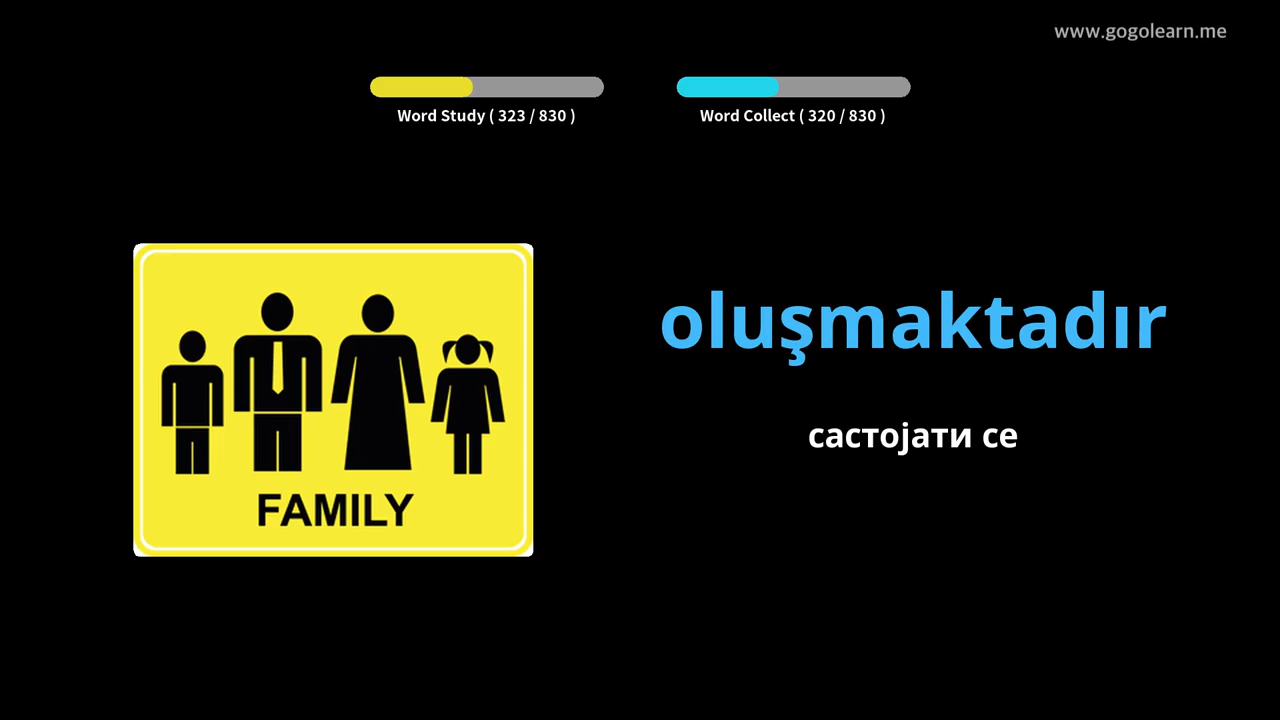 www.gogolearn.me
Word Study ( 323 / 830 )
Word Collect ( 320 / 830 )
oluşmaktadır
састојати се
FAMILY